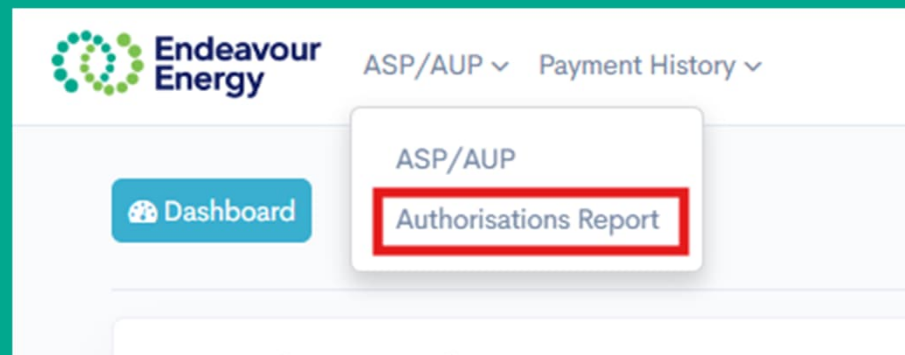 Endeavour
Energy
ASP/AUP
Payment History
ASP/AUP
Authorisations Report
Dashboard